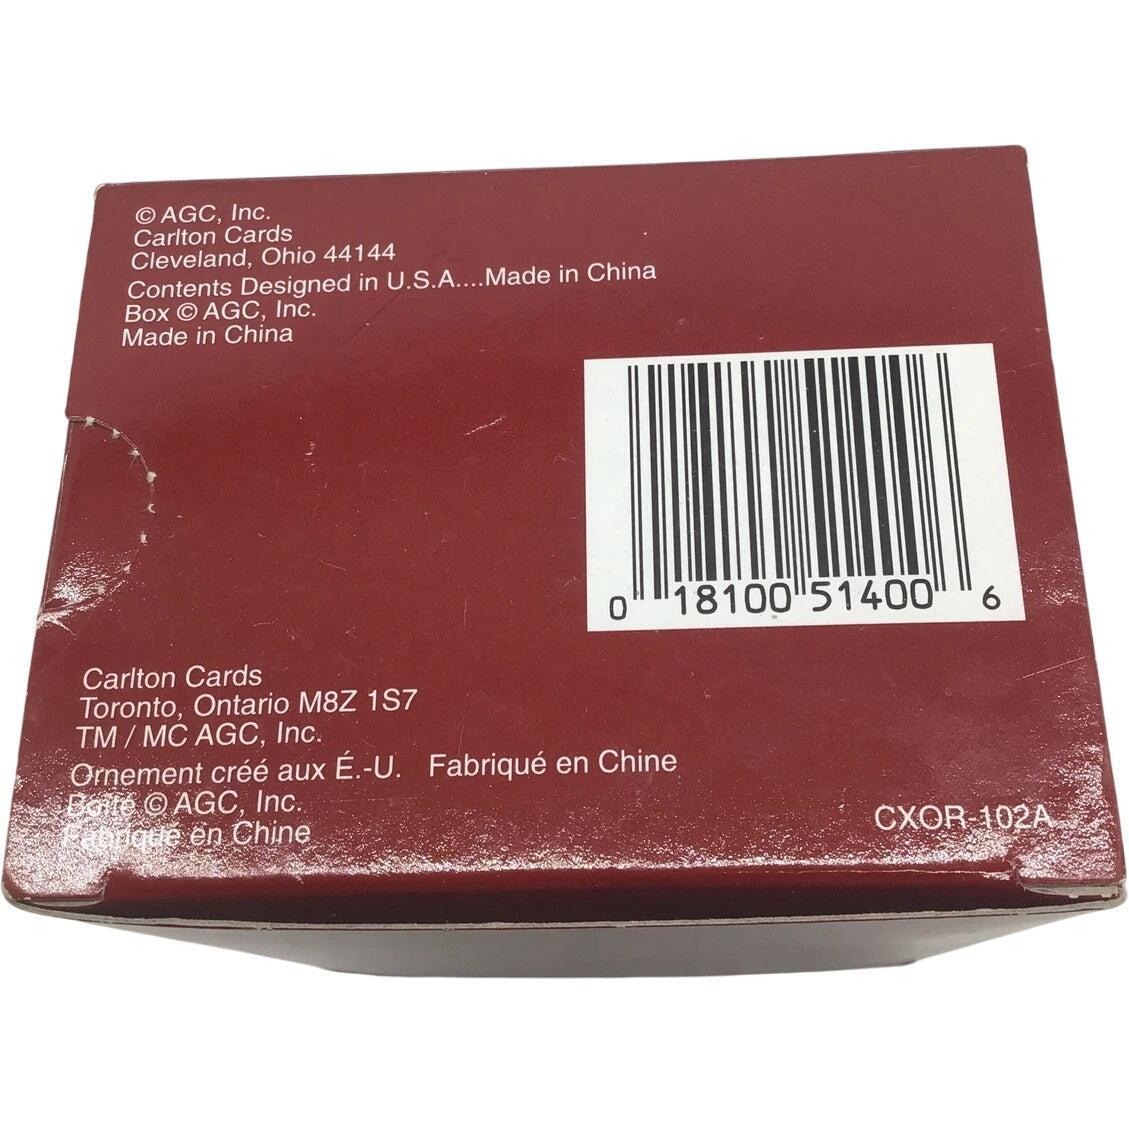 © AGC, Inc.
Carlton Cards
Cleveland, Ohio 44144
Contents Designed in U.S.A....Made in China
Box © AGC, Inc.
Made in China
0 18100 51400 6
Carlton Cards
Toronto, Ontario M8Z 1S7
TM / MC AGC, Inc.
Ornement créé aux É.-U. Fabriqué en Chine
Boîte © AGC, Inc.
Fabriqué en Chine
CXOR-102A